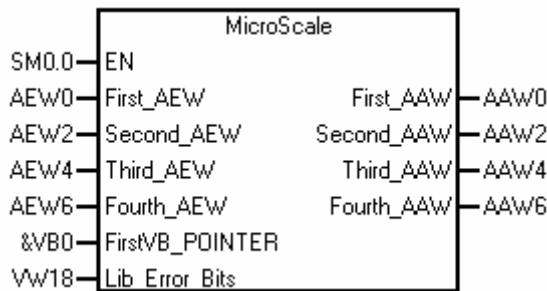 MicroScale
SM0.0 EN
AEW0 First_AEW First_AAW AAW0
AEW2 Second_AEW Second_AAW AAW2
AEW4 Third_AEW Third_AAW AAW4
AEW6 Fourth_AEW Fourth_AAW AAW6
&VB0 FirstVB_POINTER
VW18 Lib_Error_Bits